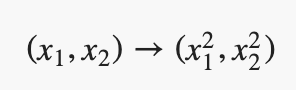 (x₁, x₂) → (x₁², x₂²)